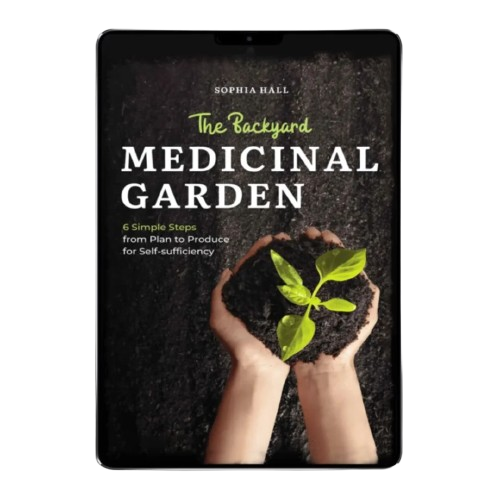 SOPHIA HALL
The Backyard
MEDICINAL
GARDEN
6 Simple Steps
from Plan to Produce
for Self-sufficiency